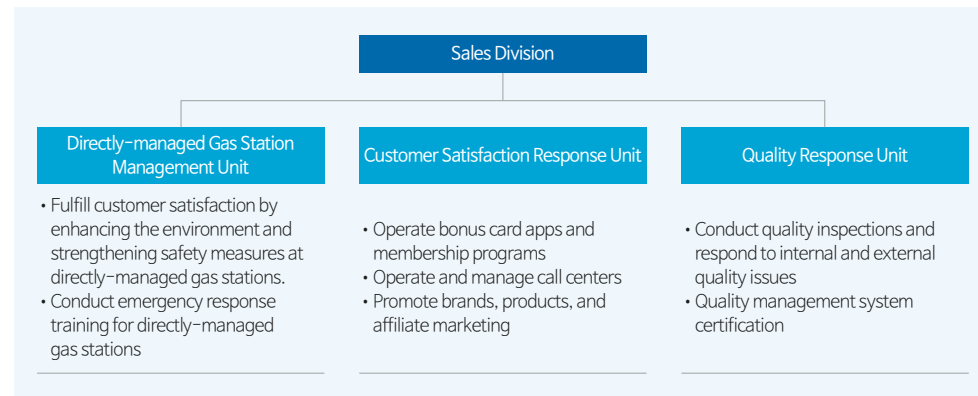 Sales Division
Directly-managed Gas Station
Management Unit
• Fulfill customer satisfaction by
enhancing the environment and
strengthening safety measures at
directly-managed gas stations.
• Conduct emergency response
training for directly-managed
gas stations
Customer Satisfaction Response Unit
• Operate bonus card apps and
membership programs
• Operate and manage call centers
• Promote brands, products, and
affiliate marketing
Quality Response Unit
• Conduct quality inspections and
respond to internal and external
quality issues
• Quality management system
certification